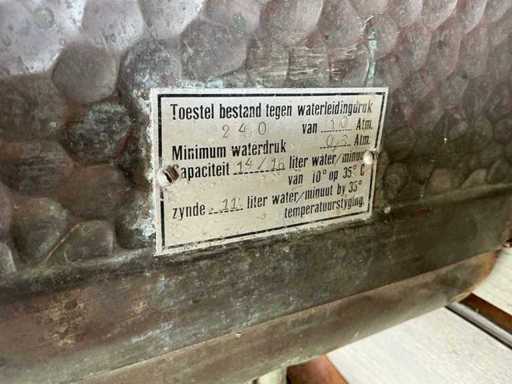 Toestel bestand tegen waterleidingdruk
240 van 10 Atm.
Minimum waterdruk 0,3 Atm.
Capaciteit 14/16 liter water/minuut
van 10° op 35° C
zynde 11 liter water/minuut by 35°
temperatuurstyging.